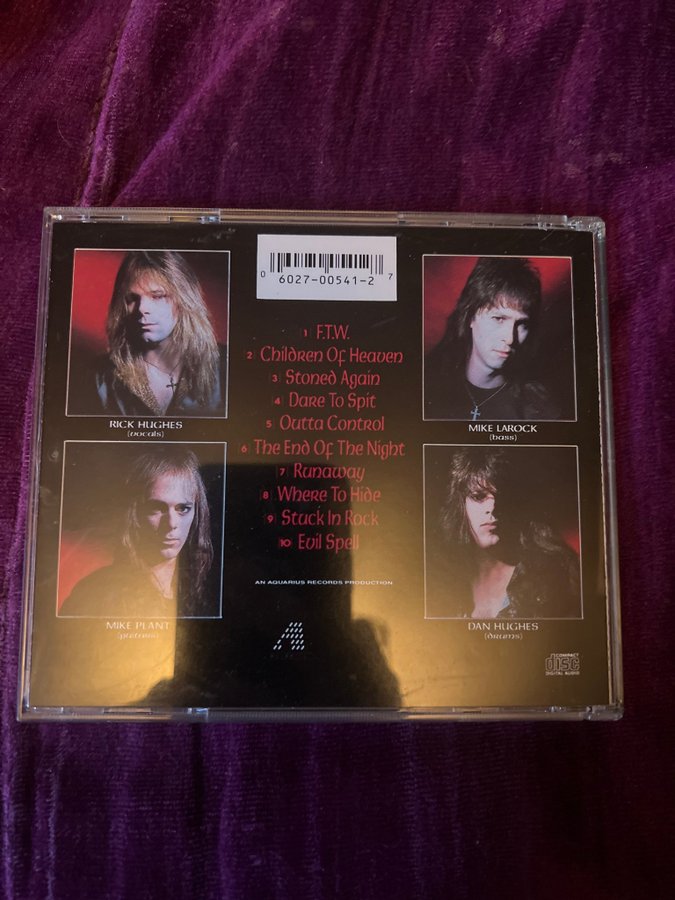 0 6027-00541-2 7
1 F.T.W.
2 Children Of Heaven
3 Stoned Again
4 Dare To Spit
5 Outta Control
6 The End Of The Night
7 Runaway
8 Where To Hide
9 Stuck In Rock
10 Evil Spell
RICK HUGHES
(vocals)
MIKE LAROCK
(bass)
MIKE PLANT
(guitars)
DAN HUGHES
(drums)
AN AQUARIUS RECORDS PRODUCTION
COMPACT
disc
DIGITAL AUDIO